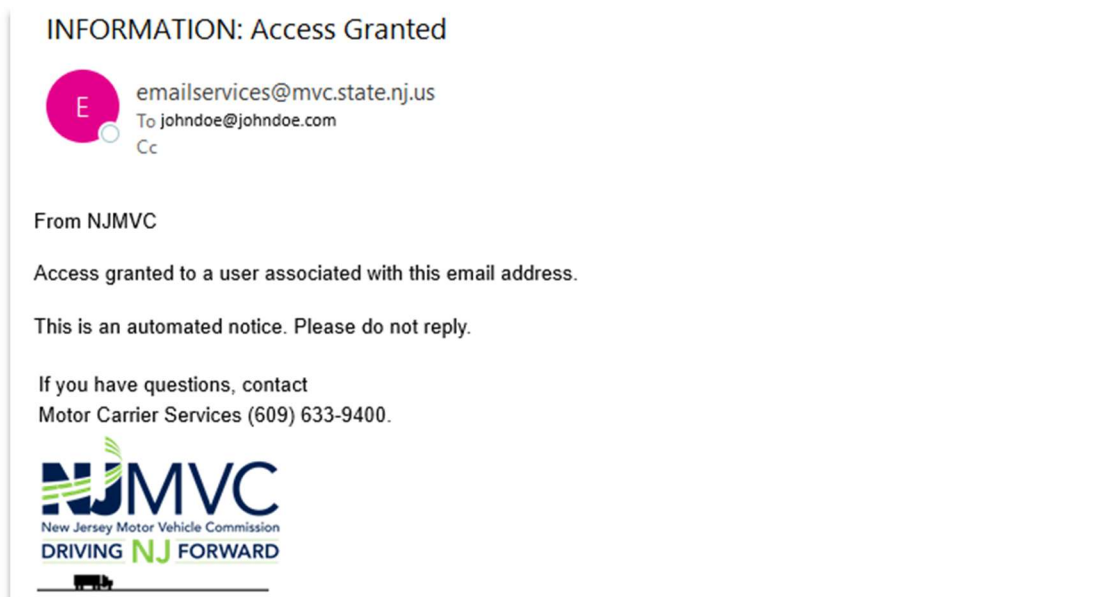 INFORMATION: Access Granted
E
emailservices@mvc.state.nj.us
To johndoe@johndoe.com
Cc
From NJMVC
Access granted to a user associated with this email address.
This is an automated notice. Please do not reply.
If you have questions, contact
Motor Carrier Services (609) 633-9400.
NJMVC
New Jersey Motor Vehicle Commission
DRIVING NJ FORWARD